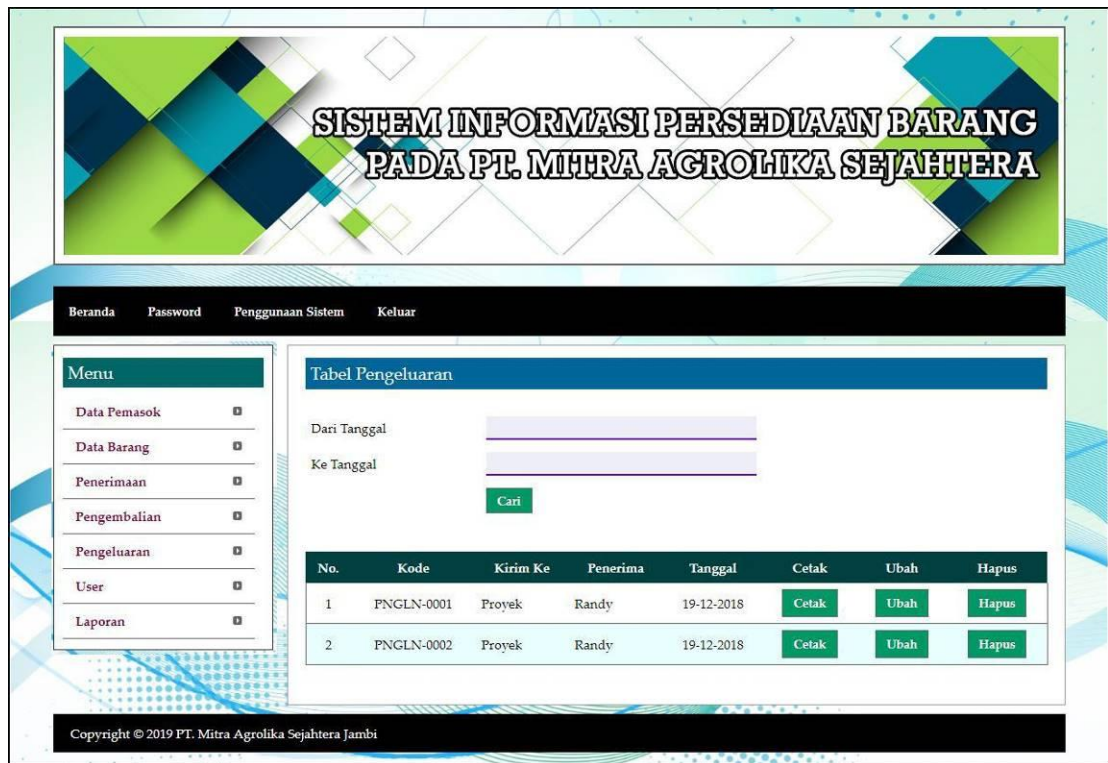 SISTEM INFORMASI PERSEDIAAN BARANG
PADA PT. MITRA AGROLIKA SEJAHTERA
Beranda Password Penggunaan Sistem Keluar
Menu
Data Pemasok
Data Barang
Penerimaan
Pengembalian
Pengeluaran
User
Laporan
Tabel Pengeluaran
Dari Tanggal
Ke Tanggal
Cari
No. Kode Kirim Ke Penerima Tanggal Cetak Ubah Hapus
1 PNGLN-0001 Proyek Randy 19-12-2018 Cetak Ubah Hapus
2 PNGLN-0002 Proyek Randy 19-12-2018 Cetak Ubah Hapus
Copyright © 2019 PT. Mitra Agrolika Sejahtera Jambi